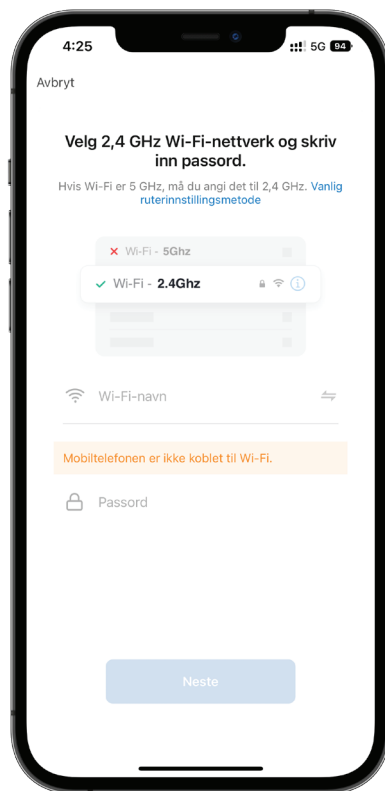 4:25
5G 94
Avbryt
Velg 2,4 GHz Wi-Fi-nettverk og skriv
inn passord.
Hvis Wi-Fi er 5 GHz, må du angi det til 2,4 GHz. Vanlig
ruterinnstillingsmetode
Wi-Fi - 5Ghz
Wi-Fi - 2.4Ghz
Wi-Fi-navn
Mobiltelefonen er ikke koblet til Wi-Fi.
Passord
Neste